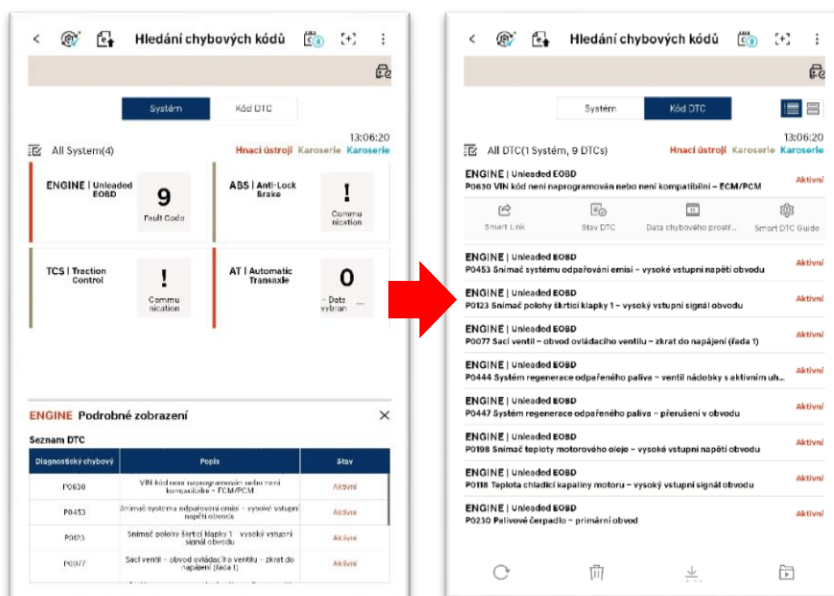 Hledání chybových kódů
Systém
Kód DTC
13:06:20
All System(4)
Hnací ústrojí Karoserie Karoserie
ENGINE | Unleaded
EOBD
9
Fault Code
ABS | Anti-Lock
Brake
!
Commu
nication
TCS | Traction
Control
!
Commu
nication
AT | Automatic
Transaxle
0
- Data ...
vybran
ENGINE Podrobné zobrazení
Seznam DTC
Diagnostický chybový
Popis
Stav
P0630
VIN kód není naprogramován nebo není
kompatibilní – ECM/PCM
Aktivní
P0453
Snímač systému odpařování emisí – vysoké vstupní
napětí obvodu
Aktivní
P0123
Snímač polohy škrticí klapky 1 – vysoký vstupní
signál obvodu
Aktivní
P0077
Sací ventil – obvod ovládacího ventilu – zkrat do
napájení (řada 1)
Aktivní
Hledání chybových kódů
Systém
Kód DTC
13:06:20
All DTC(1 Systém, 9 DTCs)
Hnací ústrojí Karoserie Karoserie
ENGINE | Unleaded EOBD
P0630 VIN kód není naprogramován nebo není kompatibilní – ECM/PCM
Aktivní
Smart Link
Stav DTC
Data chybového prostř...
Smart DTC Guide
ENGINE | Unleaded EOBD
P0453 Snímač systému odpařování emisí – vysoké vstupní napětí obvodu
Aktivní
ENGINE | Unleaded EOBD
P0123 Snímač polohy škrticí klapky 1 – vysoký vstupní signál obvodu
Aktivní
ENGINE | Unleaded EOBD
P0077 Sací ventil – obvod ovládacího ventilu – zkrat do napájení (řada 1)
Aktivní
ENGINE | Unleaded EOBD
P0444 Systém regenerace odpařeného paliva – ventil nádobky s aktivním uh...
Aktivní
ENGINE | Unleaded EOBD
P0447 Systém regenerace odpařeného paliva – přerušení v obvodu
Aktivní
ENGINE | Unleaded EOBD
P0198 Snímač teploty motorového oleje – vysoké vstupní napětí obvodu
Aktivní
ENGINE | Unleaded EOBD
P0118 Teplota chladicí kapaliny motoru – vysoký vstupní signál obvodu
Aktivní
ENGINE | Unleaded EOBD
P0230 Palivové čerpadlo – primární obvod
Aktivní